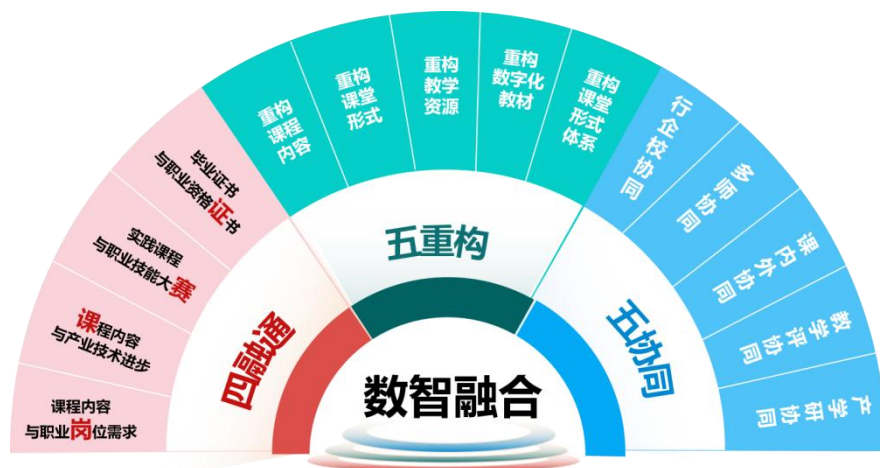 重构
课程
内容
重构
课堂
形式
重构
教学
资源
重构
数字化
教材
重构
课堂
形式
体系
行企校协同
多师协同
课内外协同
教学评协同
产学研协同
毕业证书
与职业资格证书
实践课程
与职业技能大赛
课程内容
与产业技术进步
课程内容
与职业岗位需求
四融通
五重构
五协同
数智融合